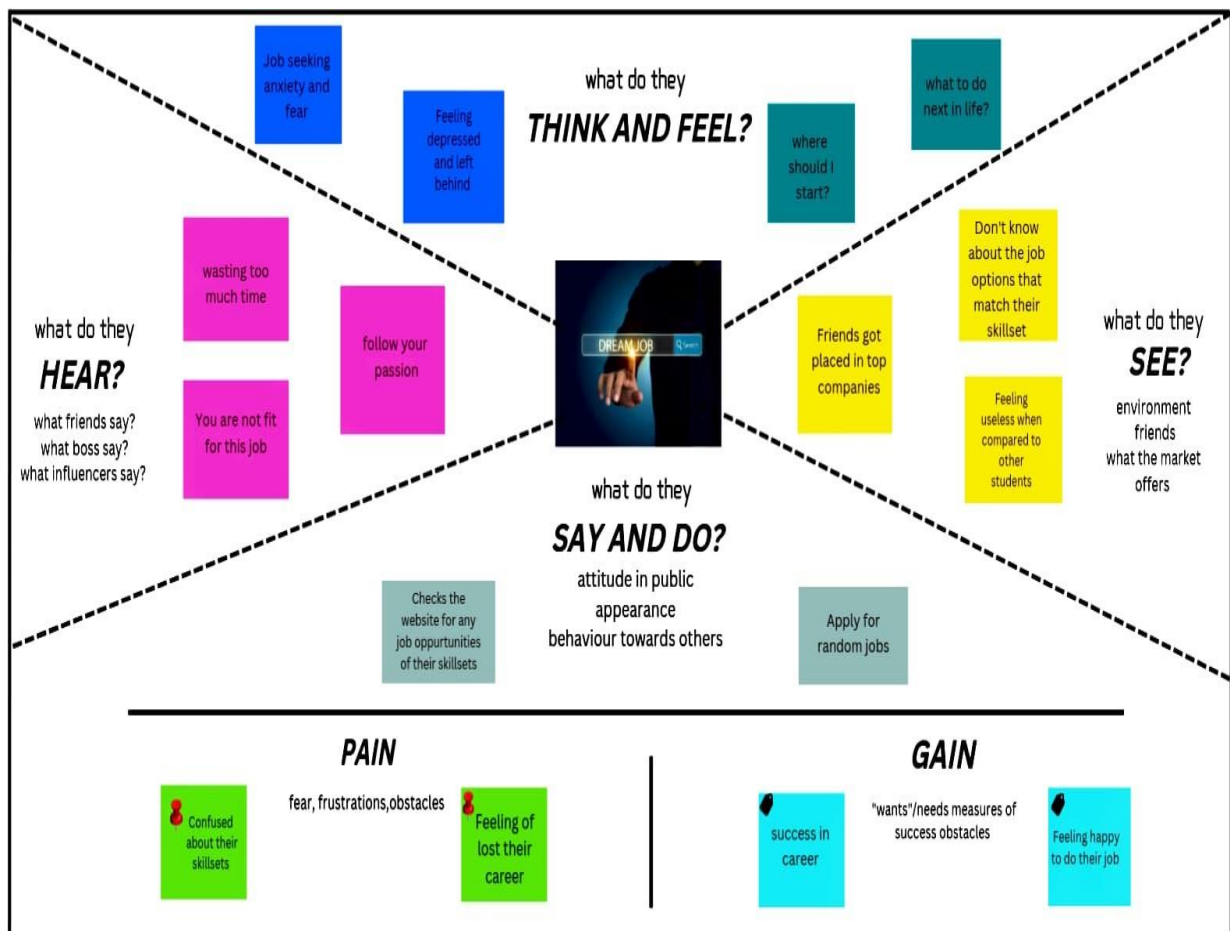 what do they
THINK AND FEEL?
Job seeking
anxiety and
fear
Feeling
depressed
and left
behind
where
should I
start?
what to do
next in life?
what do they
HEAR?
what friends say?
what boss say?
what influencers say?
wasting too
much time
follow your
passion
You are not fit
for this job
DREAM JOB
Search
Friends got
placed in top
companies
Don't know
about the job
options that
match their
skillset
Feeling
useless when
compared to
other
students
what do they
SEE?
environment
friends
what the market
offers
what do they
SAY AND DO?
attitude in public
appearance
behaviour towards others
Checks the
website for any
job oppurtunities
of their skillsets
Apply for
random jobs
PAIN
fear, frustrations,obstacles
Confused
about their
skillsets
Feeling of
lost their
career
GAIN
"wants"/needs measures of
success obstacles
success in
career
Feeling happy
to do their job